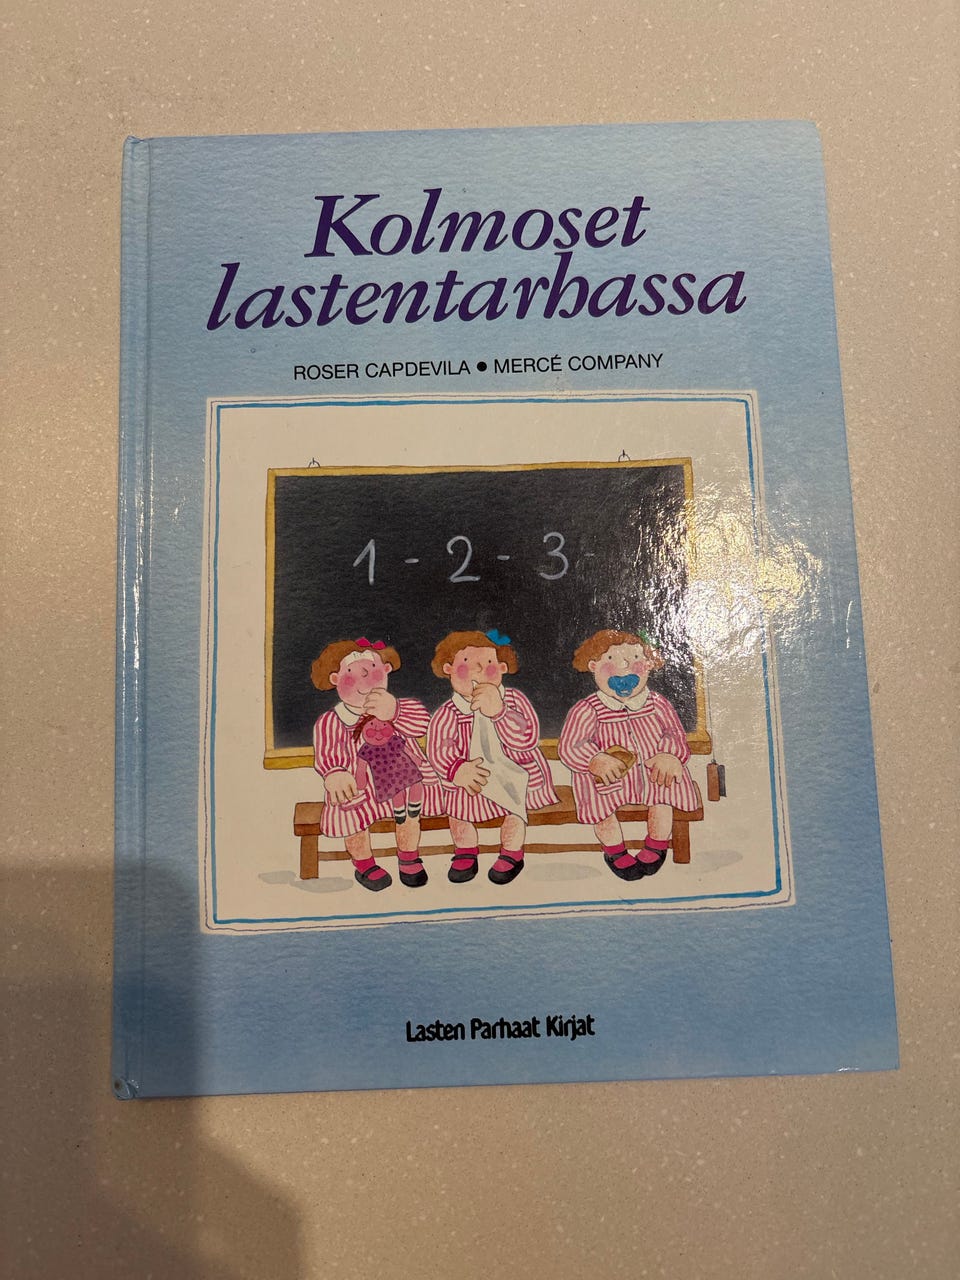 Kolmoset
lastentarhassa
ROSER CAPDEVILA ● MERCÉ COMPANY
1 - 2 - 3 -
Lasten Parhaat Kirjat